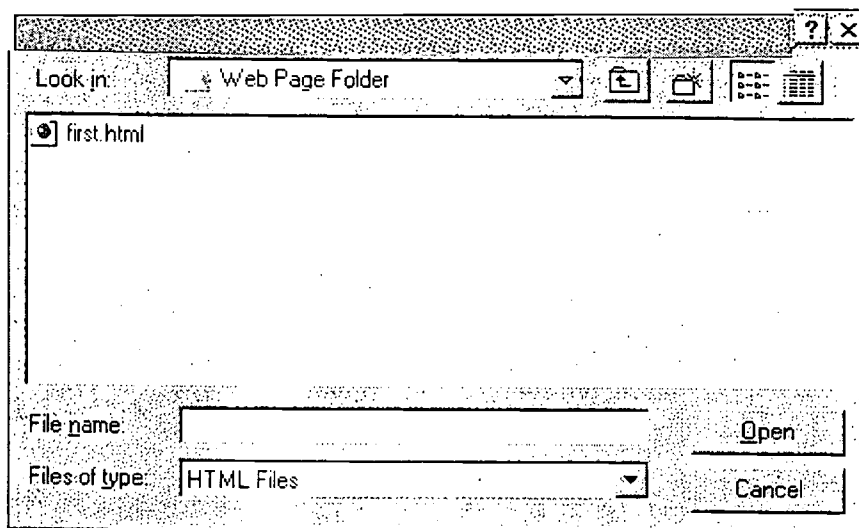 Look in:
Web Page Folder
first.html
File name:
Open
Files of type:
HTML Files
Cancel